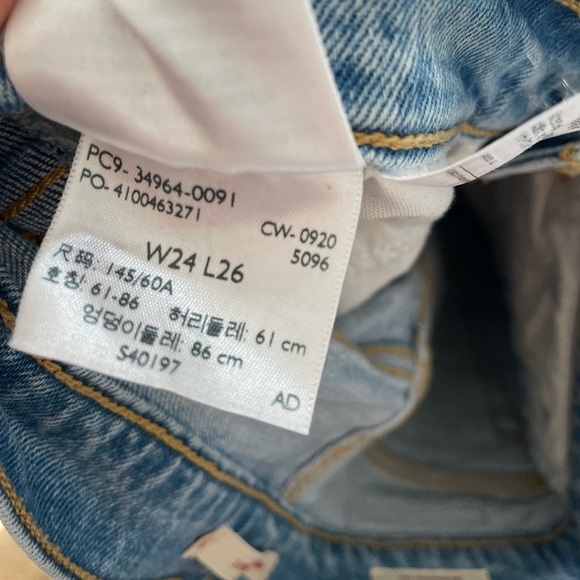 PC9- 34964-0091
PO- 4100463271
CW- 0920
5096
W24 L26
尺码: 145/60A
호칭: 61-86 허리둘레: 61 cm
엉덩이둘레: 86 cm
S40197
AD